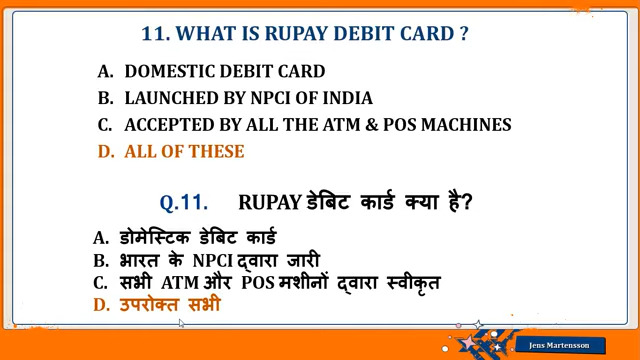 11. WHAT IS RUPAY DEBIT CARD ?
A. DOMESTIC DEBIT CARD
B. LAUNCHED BY NPCI OF INDIA
C. ACCEPTED BY ALL THE ATM & POS MACHINES
D. ALL OF THESE
Q.11. RUPAY डेबिट कार्ड क्या है?
A. डोमेस्टिक डेबिट कार्ड
B. भारत के NPCI द्वारा जारी
C. सभी ATM और POS मशीनों द्वारा स्वीकृत
D. उपरोक्त सभी
Jens Martensson